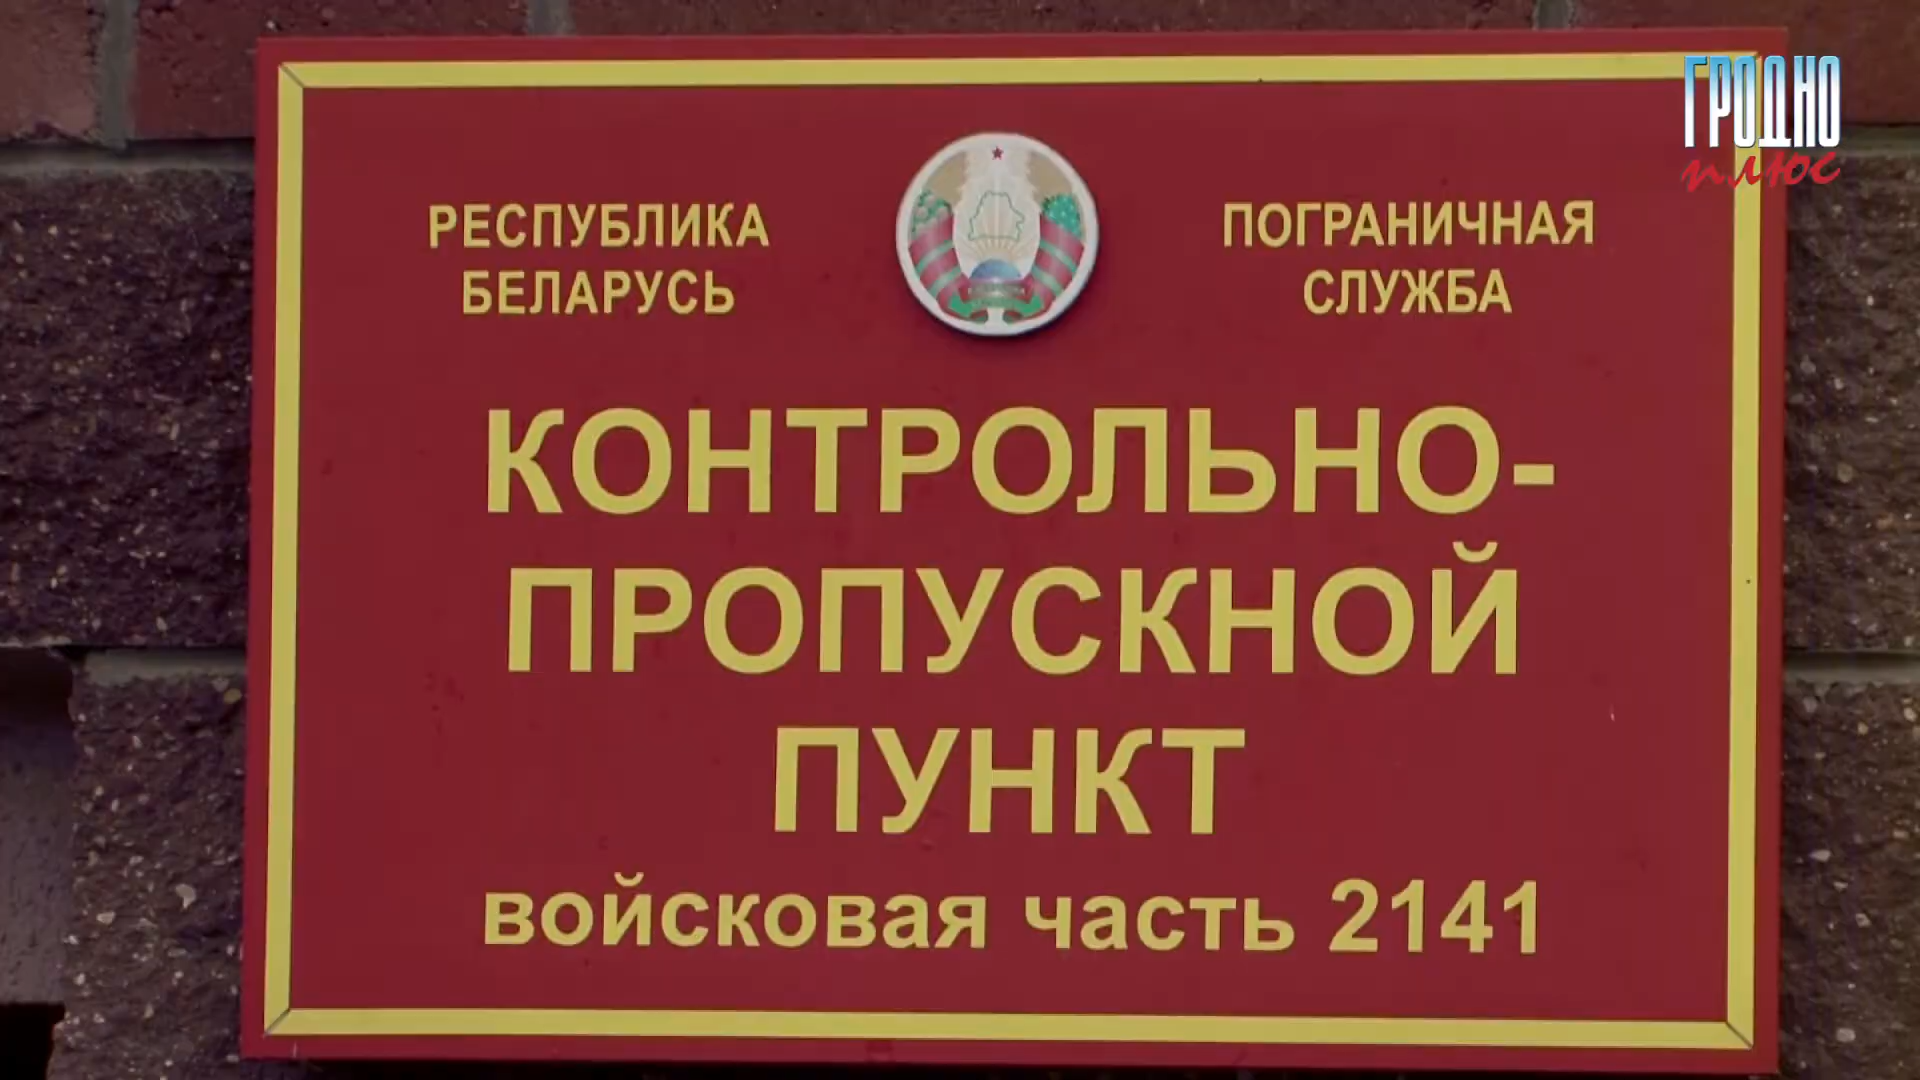 ГРОДНО
плюс
РЕСПУБЛИКА
БЕЛАРУСЬ
ПОГРАНИЧНАЯ
СЛУЖБА
КОНТРОЛЬНО-
ПРОПУСКНОЙ
ПУНКТ
войсковая часть 2141